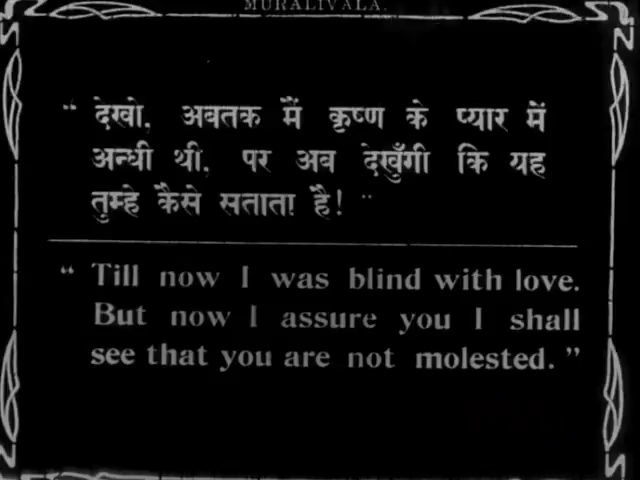 MURALIVALA.
“ देखो, अबतक मैं कृष्ण के प्यार में
अन्धी थी, पर अब देखुँगी कि यह
तुम्हे कैसे सताता है! ”
“ Till now I was blind with love.
But now I assure you I shall
see that you are not molested. ”